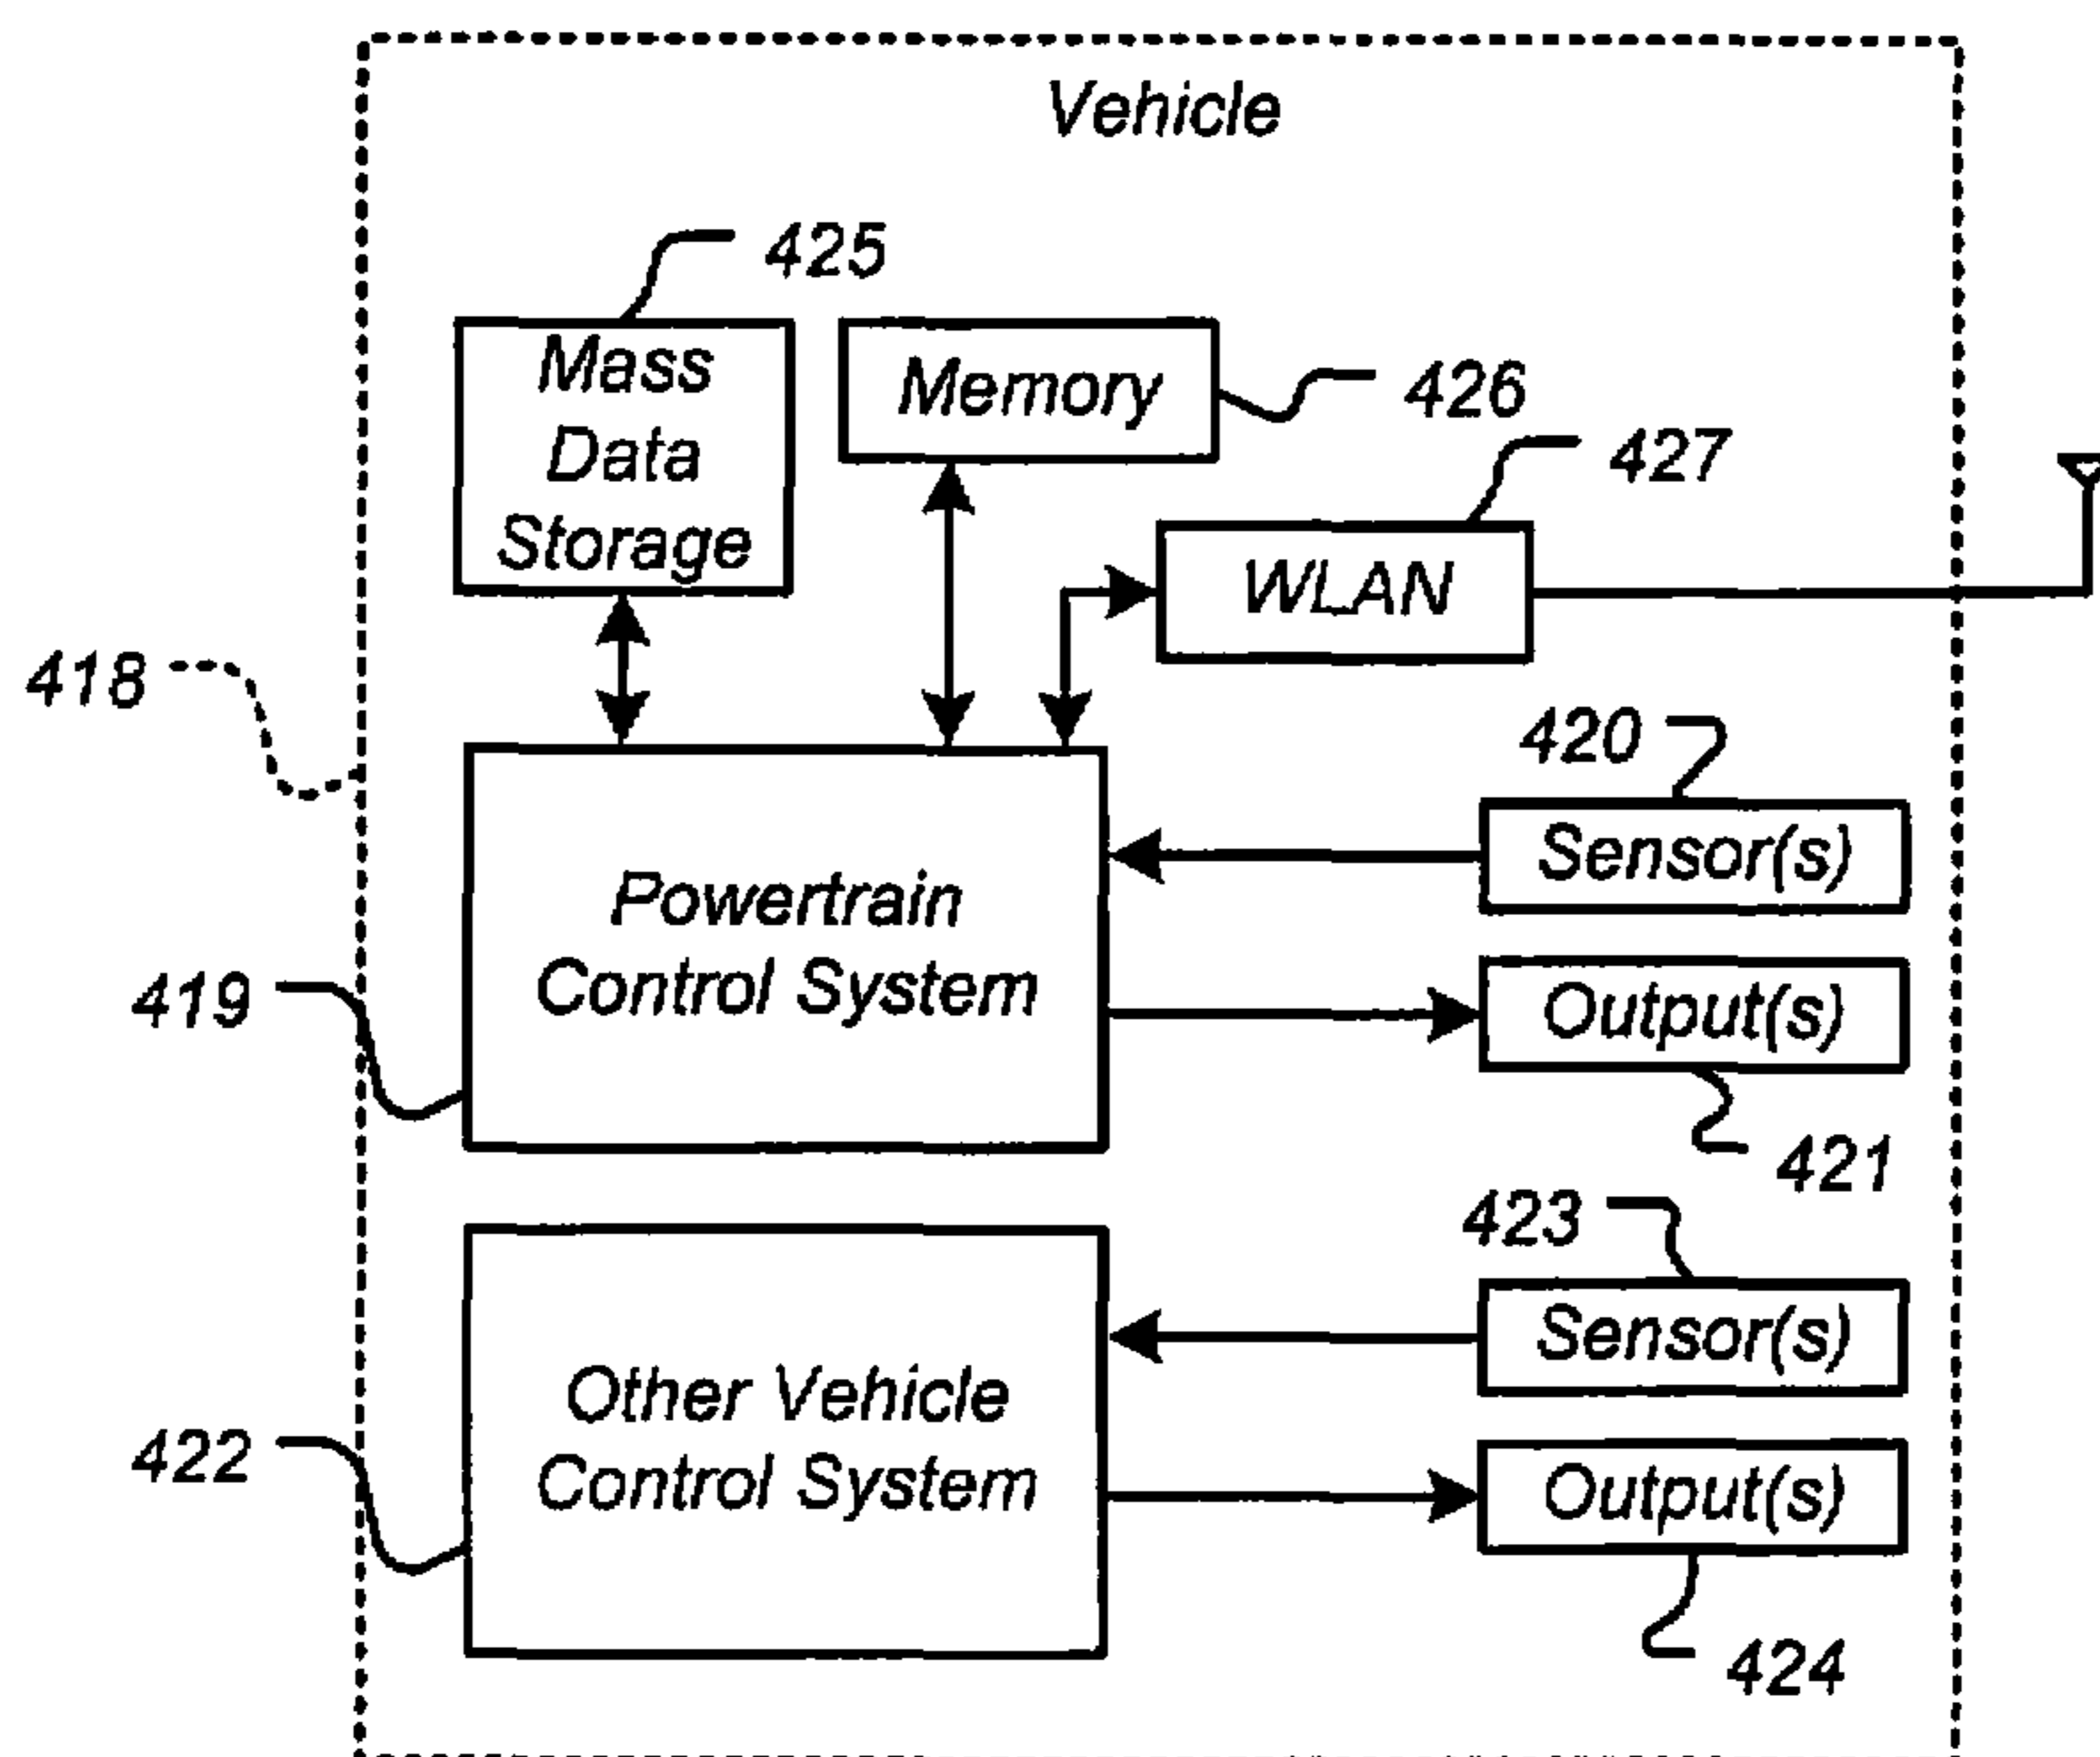 Vehicle
425
Mass
Data
Storage
Memory
426
427
WLAN
418
420
Sensor(s)
Powertrain
Control System
419
Output(s)
421
423
Sensor(s)
Other Vehicle
Control System
422
Output(s)
424